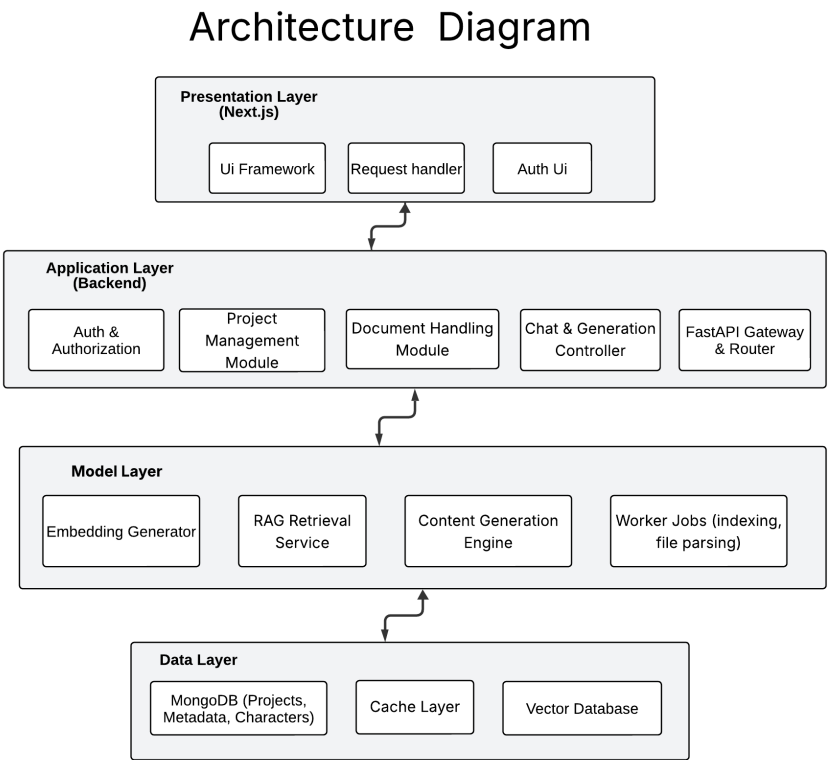 Architecture Diagram
Presentation Layer
(Next.js)
Ui Framework
Request handler
Auth Ui
Application Layer
(Backend)
Auth &
Authorization
Project
Management
Module
Document Handling
Module
Chat & Generation
Controller
FastAPI Gateway
& Router
Model Layer
Embedding Generator
RAG Retrieval
Service
Content Generation
Engine
Worker Jobs (indexing,
file parsing)
Data Layer
MongoDB (Projects,
Metadata, Characters)
Cache Layer
Vector Database